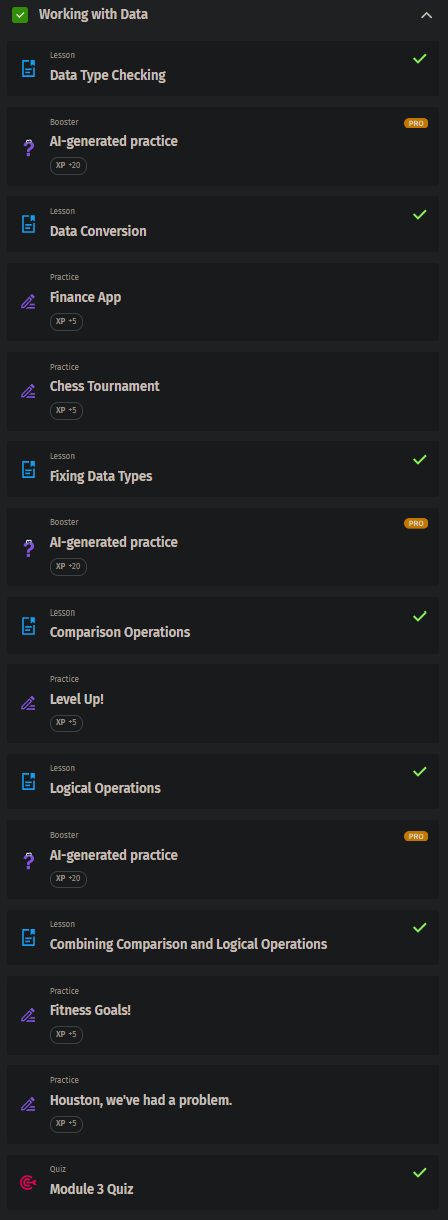 Working with Data
Lesson
Data Type Checking
Booster
PRO
AI-generated practice
XP +20
Lesson
Data Conversion
Practice
Finance App
XP +5
Practice
Chess Tournament
XP +5
Lesson
Fixing Data Types
Booster
PRO
AI-generated practice
XP +20
Lesson
Comparison Operations
Practice
Level Up!
XP +5
Lesson
Logical Operations
Booster
PRO
AI-generated practice
XP +20
Lesson
Combining Comparison and Logical Operations
Practice
Fitness Goals!
XP +5
Practice
Houston, we've had a problem.
XP +5
Quiz
Module 3 Quiz